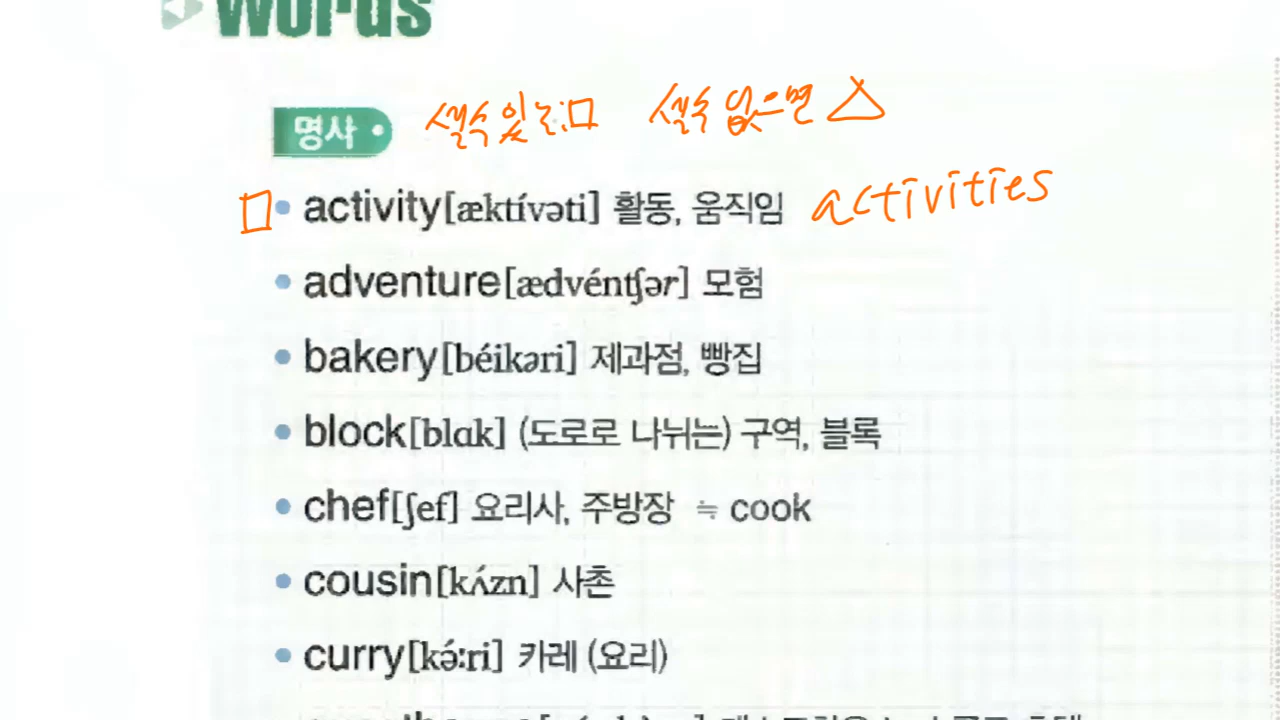 Words
명사 셀수 있는: □ 셀수 없으면 △
□ activity[æktívəti] 활동, 움직임 activities
adventure[ædvéntʃər] 모험
bakery[béikəri] 제과점, 빵집
block[blɑk] (도로로 나뉘는) 구역, 블록
chef[ʃef] 요리사, 주방장 ≒ cook
cousin[kʌ́zn] 사촌
curry[kə́ːri] 카레 (요리)